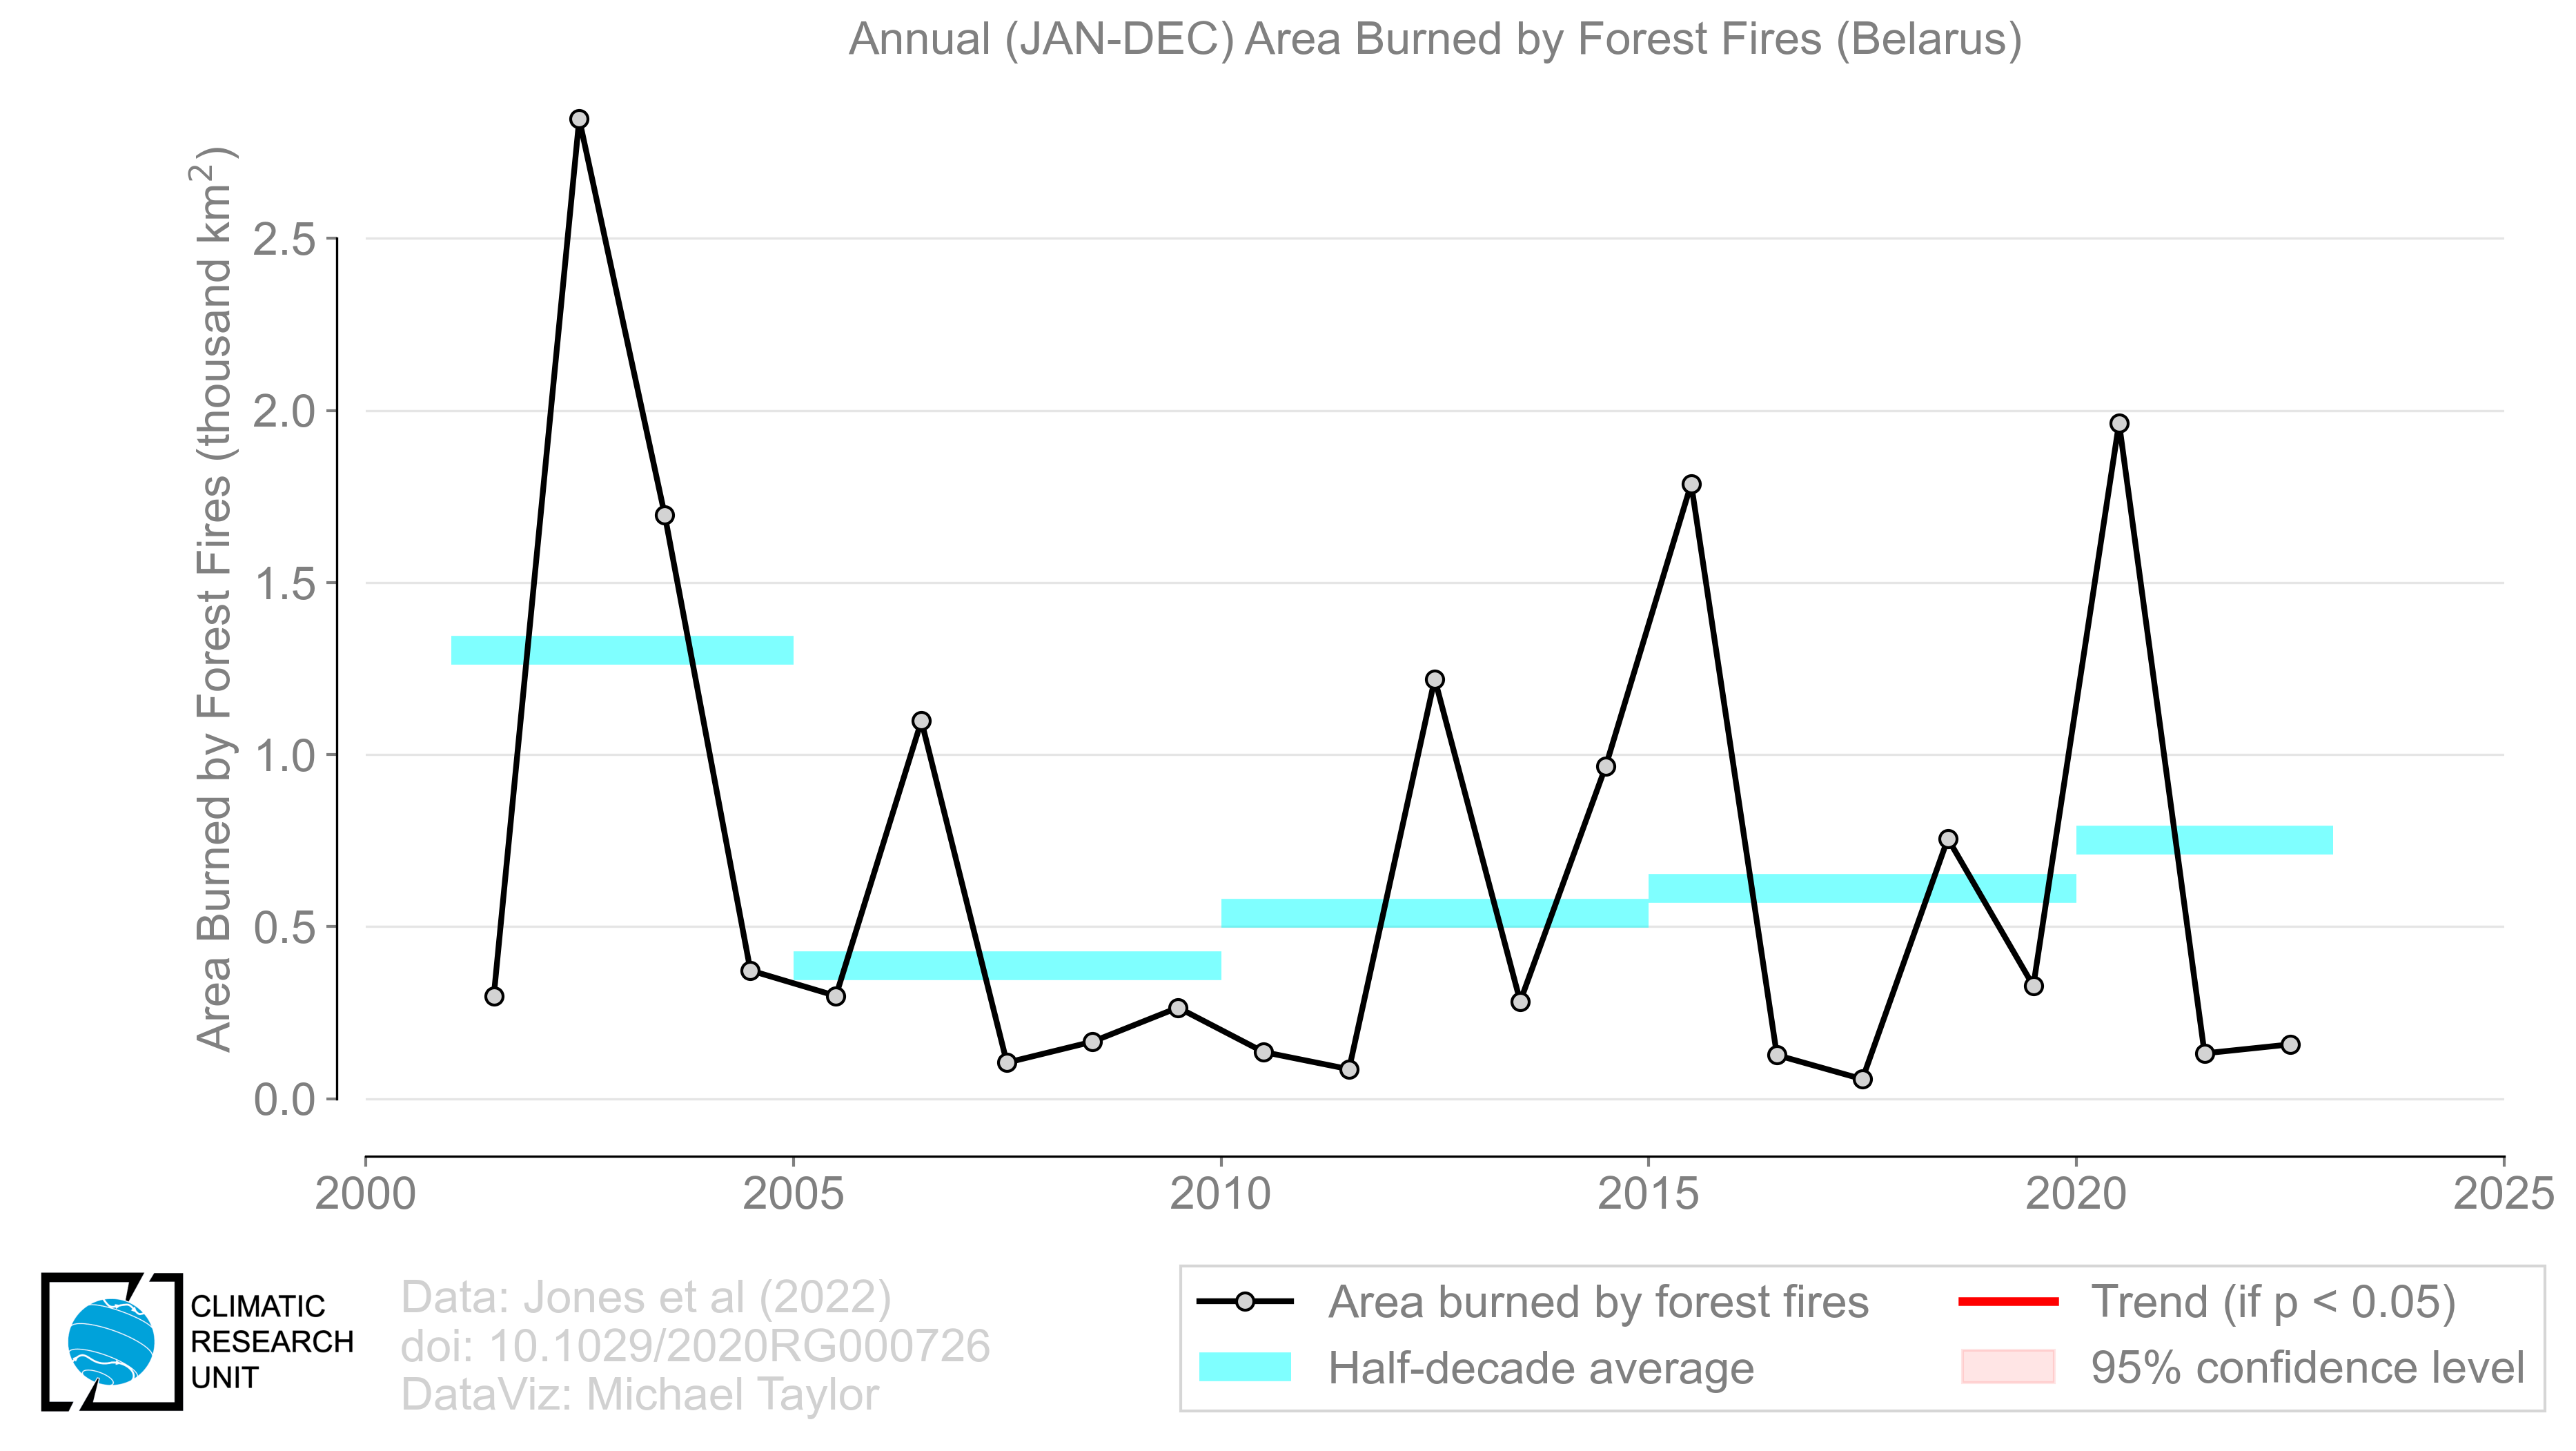 Annual (JAN-DEC) Area Burned by Forest Fires (Belarus)
Area Burned by Forest Fires (thousand km²)
2.5
2.0
1.5
1.0
0.5
0.0
2000 2005 2010 2015 2020 2025
CLIMATIC
RESEARCH
UNIT
Data: Jones et al (2022)
doi: 10.1029/2020RG000726
DataViz: Michael Taylor
Area burned by forest fires
Half-decade average
Trend (if p < 0.05)
95% confidence level